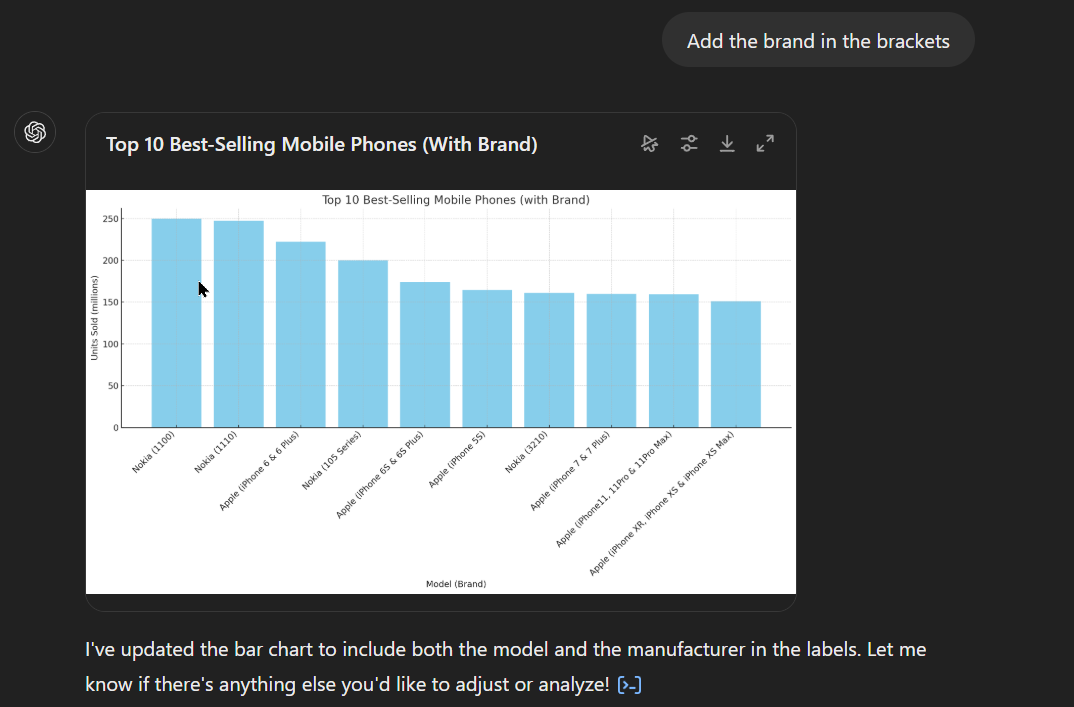 Add the brand in the brackets
Top 10 Best-Selling Mobile Phones (With Brand)
Top 10 Best-Selling Mobile Phones (with Brand)
Units Sold (millions)
250
200
150
100
50
0
Nokia (1100)
Nokia (1110)
Apple (iPhone 6 & 6 Plus)
Nokia (105 Series)
Apple (iPhone 6S & 6S Plus)
Apple (iPhone 5S)
Nokia (3210)
Apple (iPhone 7 & 7 Plus)
Apple (iPhone11, 11Pro & 11Pro Max)
Apple (iPhone XR, iPhone XS & iPhone XS Max)
Model (Brand)
I've updated the bar chart to include both the model and the manufacturer in the labels. Let me
know if there's anything else you'd like to adjust or analyze! [>-]